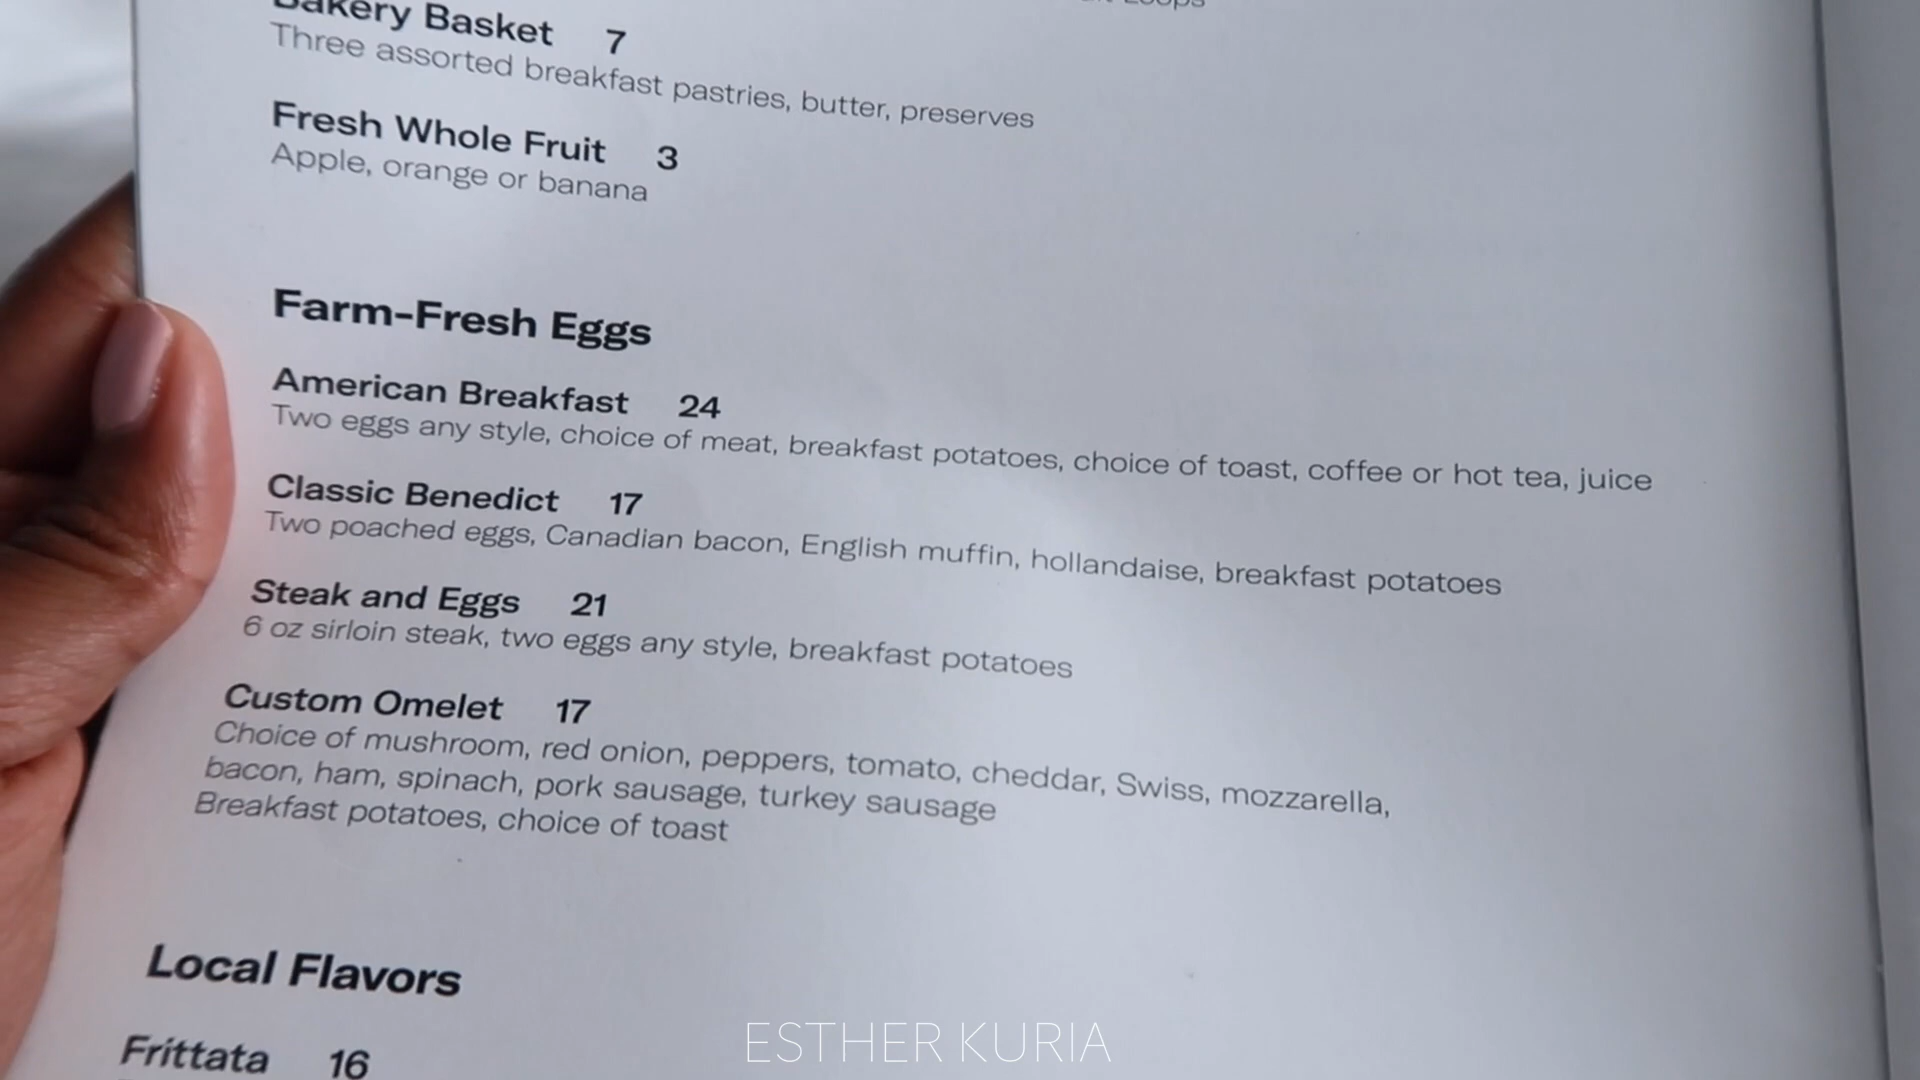 Bakery Basket 7
Three assorted breakfast pastries, butter, preserves
Fresh Whole Fruit 3
Apple, orange or banana
Farm-Fresh Eggs
American Breakfast 24
Two eggs any style, choice of meat, breakfast potatoes, choice of toast, coffee or hot tea, juice
Classic Benedict 17
Two poached eggs, Canadian bacon, English muffin, hollandaise, breakfast potatoes
Steak and Eggs 21
6 oz sirloin steak, two eggs any style, breakfast potatoes
Custom Omelet 17
Choice of mushroom, red onion, peppers, tomato, cheddar, Swiss, mozzarella,
bacon, ham, spinach, pork sausage, turkey sausage
Breakfast potatoes, choice of toast
Local Flavors
Frittata 16
ESTHER KURIA